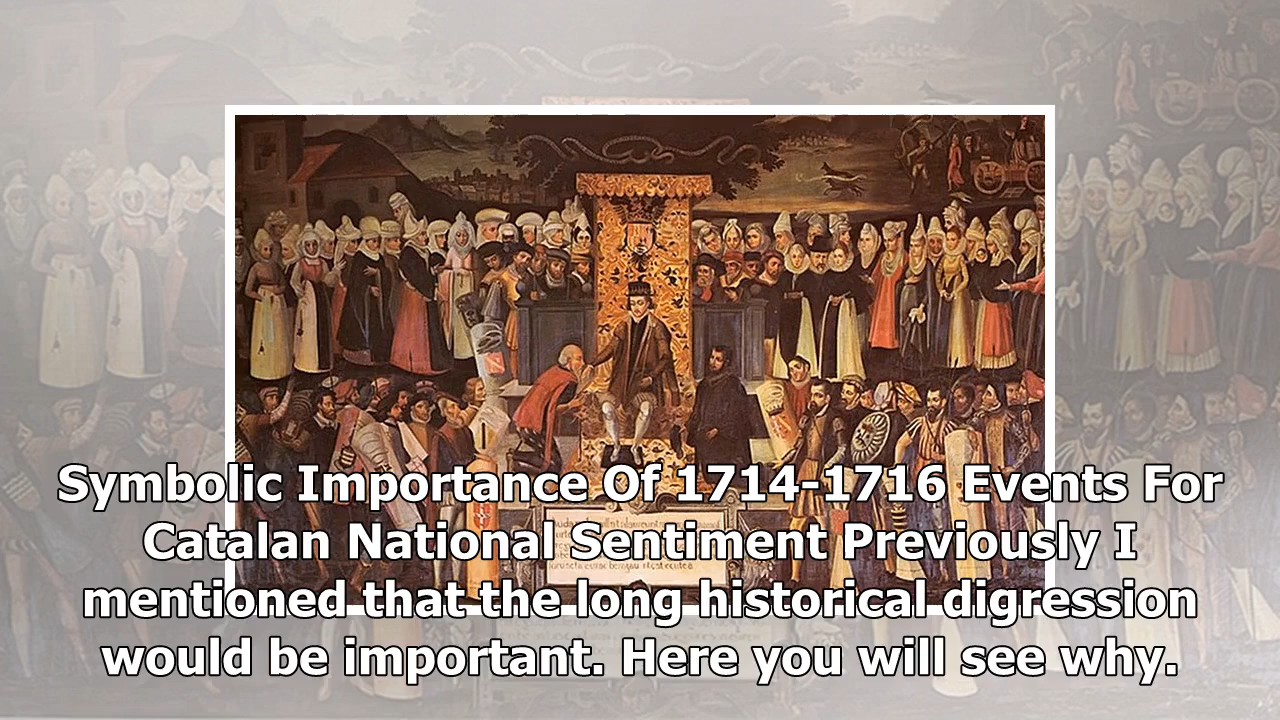 Symbolic Importance Of 1714-1716 Events For
Catalan National Sentiment Previously I
mentioned that the long historical digression
would be important. Here you will see why.